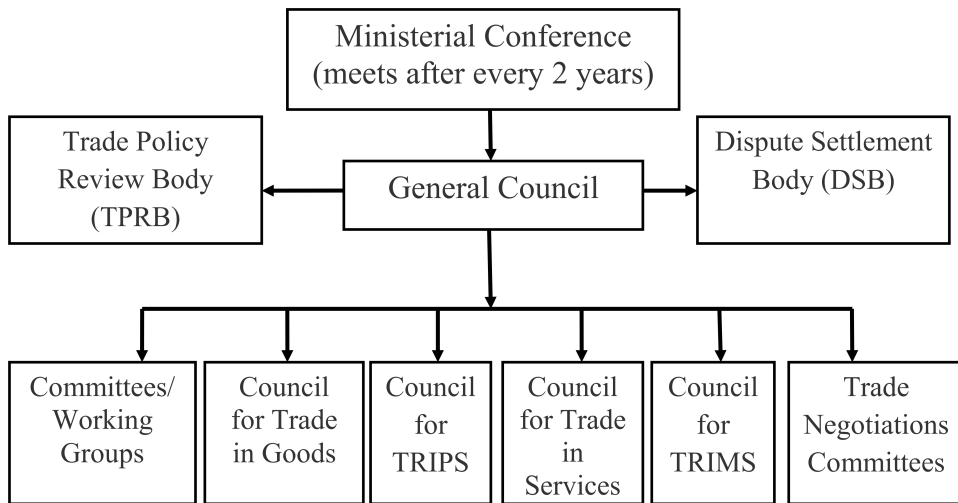 Ministerial Conference
(meets after every 2 years)
Trade Policy
Review Body
(TPRB)
General Council
Dispute Settlement
Body (DSB)
Committees/
Working
Groups
Council
for Trade
in Goods
Council
for
TRIPS
Council
for Trade
in
Services
Council
for
TRIMS
Trade
Negotiations
Committees